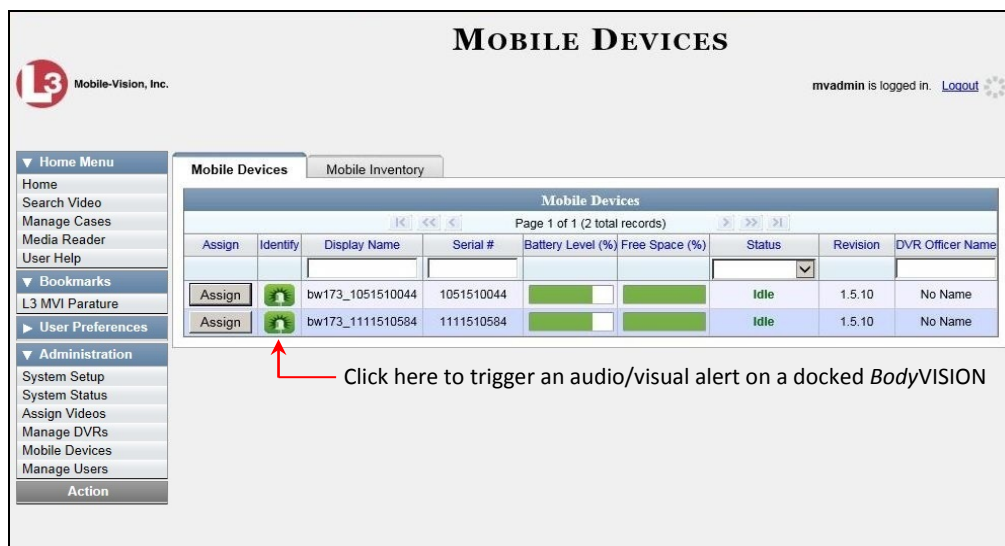 MOBILE DEVICES
L3 Mobile-Vision, Inc.
mvadmin is logged in. Logout
▼ Home Menu
Home
Search Video
Manage Cases
Media Reader
User Help
▼ Bookmarks
L3 MVI Parature
▶ User Preferences
▼ Administration
System Setup
System Status
Assign Videos
Manage DVRs
Mobile Devices
Manage Users
Action
Mobile Devices Mobile Inventory
Mobile Devices
|< << < Page 1 of 1 (2 total records) > >> >|
Assign Identify Display Name Serial # Battery Level (%) Free Space (%) Status Revision DVR Officer Name
Assign bw173_1051510044 1051510044 Idle 1.5.10 No Name
Assign bw173_1111510584 1111510584 Idle 1.5.10 No Name
Click here to trigger an audio/visual alert on a docked BodyVISION